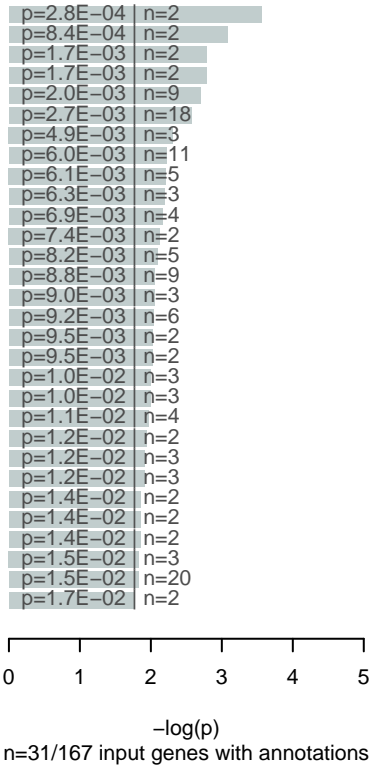 p=2.8E−04 n=2
p=8.4E−04 n=2
p=1.7E−03 n=2
p=1.7E−03 n=2
p=2.0E−03 n=9
p=2.7E−03 n=18
p=4.9E−03 n=3
p=6.0E−03 n=11
p=6.1E−03 n=5
p=6.3E−03 n=3
p=6.9E−03 n=4
p=7.4E−03 n=2
p=8.2E−03 n=5
p=8.8E−03 n=9
p=9.0E−03 n=3
p=9.2E−03 n=6
p=9.5E−03 n=2
p=9.5E−03 n=2
p=1.0E−02 n=3
p=1.0E−02 n=3
p=1.1E−02 n=4
p=1.2E−02 n=2
p=1.2E−02 n=3
p=1.2E−02 n=3
p=1.4E−02 n=2
p=1.4E−02 n=2
p=1.4E−02 n=2
p=1.5E−02 n=3
p=1.5E−02 n=20
p=1.7E−02 n=2
0 1 2 3 4 5
−log(p)
n=31/167 input genes with annotations